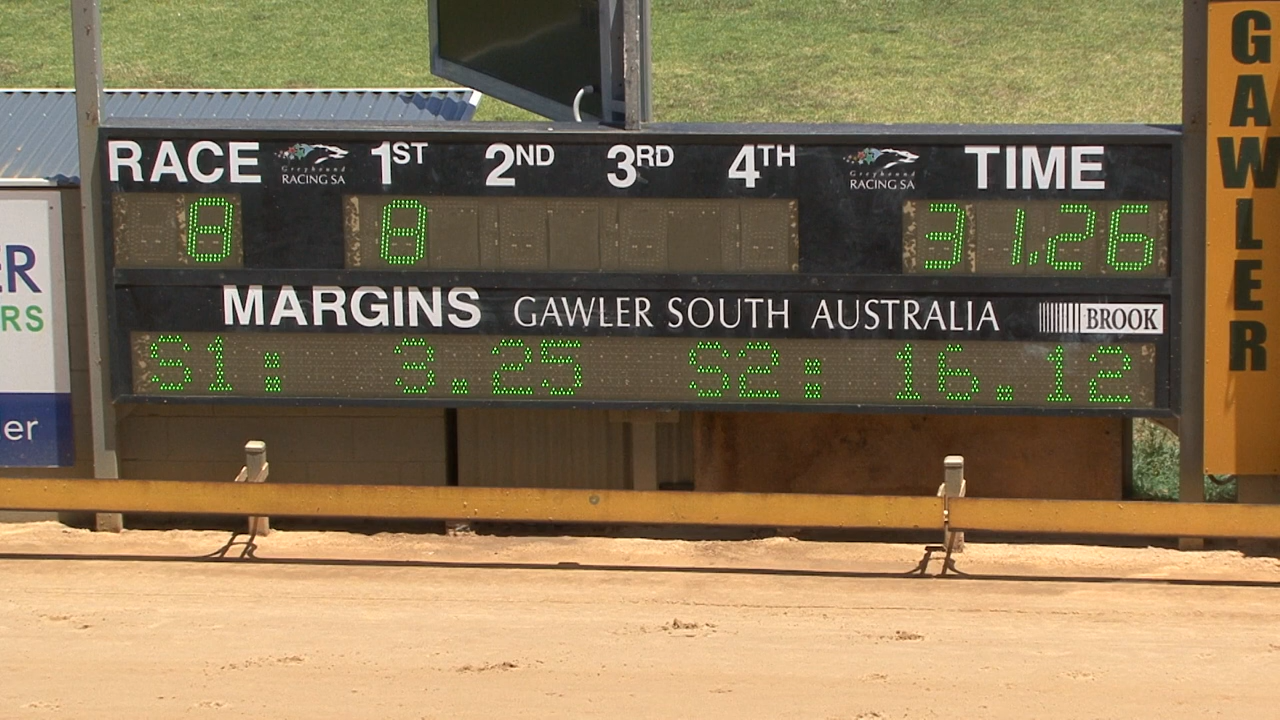 RACE Greyhound RACING SA 1ST 2ND 3RD 4TH Greyhound RACING SA TIME
8 8 31.26
MARGINS GAWLER SOUTH AUSTRALIA BROOK
S1: 3.25 S2: 16.12
GAWLER
ER
RS
er